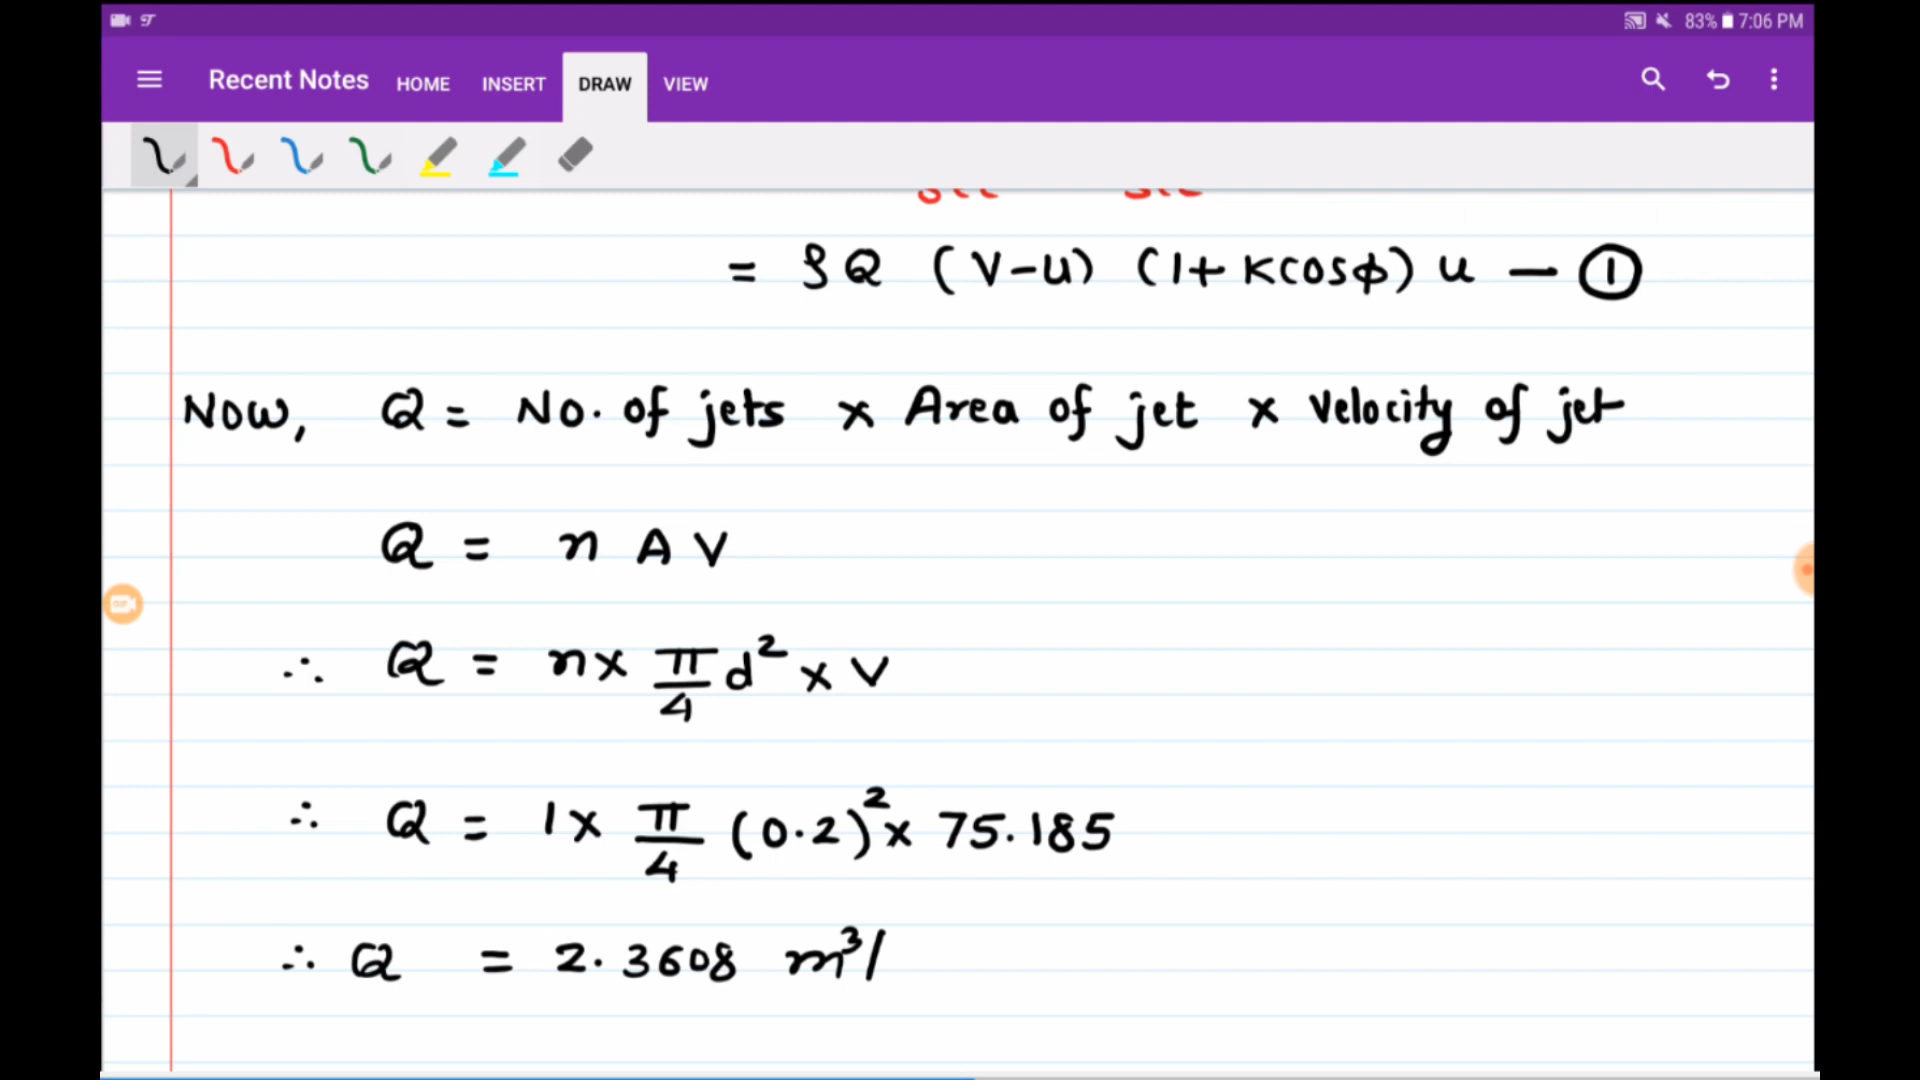 83% 7:06 PM
Recent Notes HOME INSERT DRAW VIEW
= ρQ (V-u) (1+ Kcosϕ) u — ①
Now, Q = No. of jets x Area of jet x Velocity of jet
Q = n A V
∴ Q = n x π/4 d² x V
∴ Q = 1 x π/4 (0.2)² x 75.185
∴ Q = 2.3608 m³/